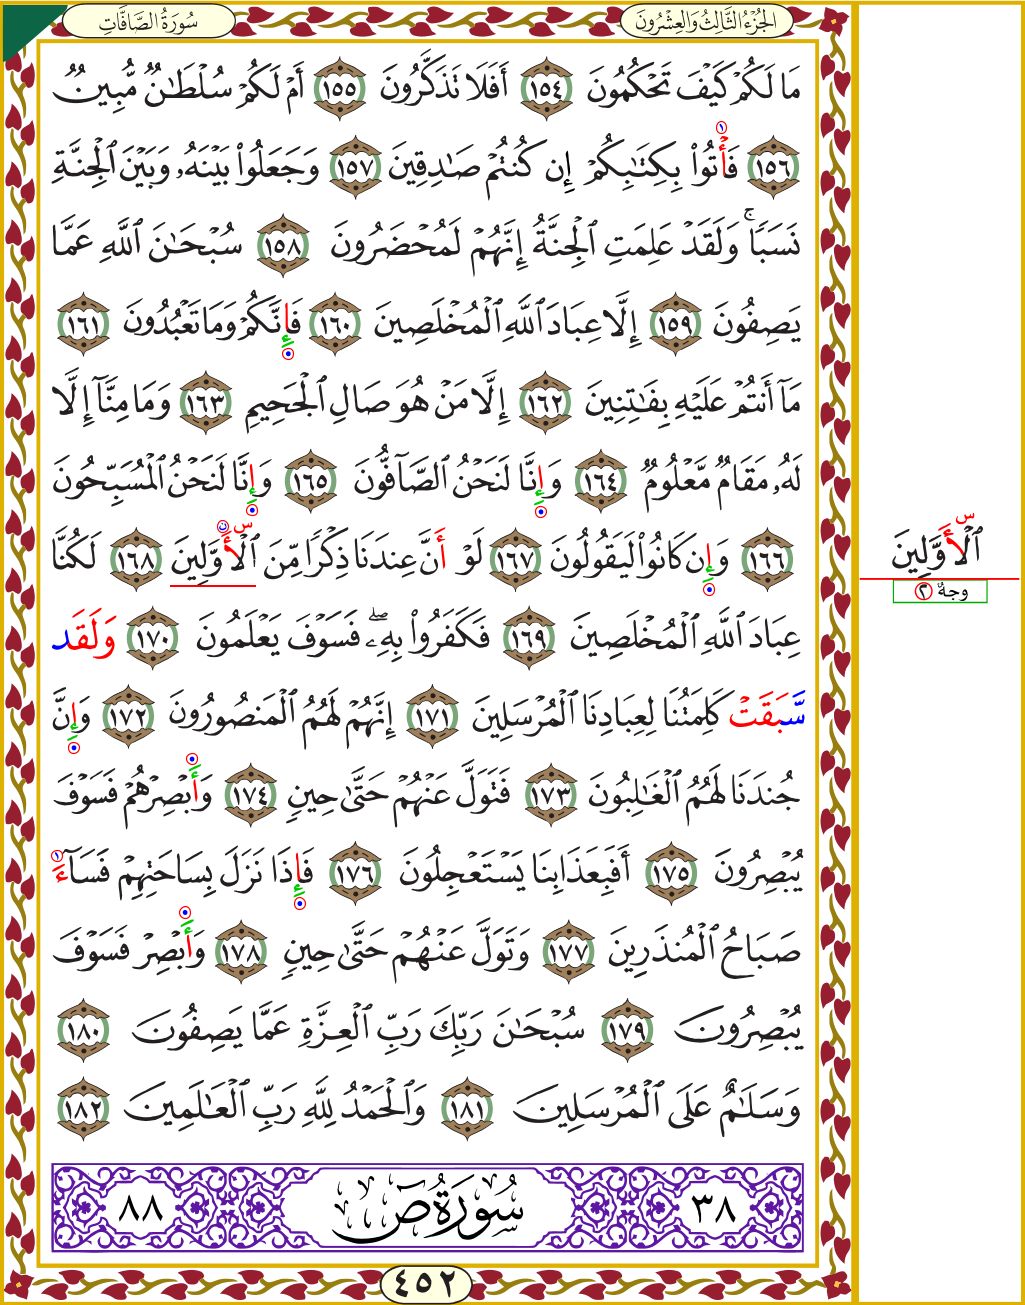 سُورَةُ الصَّافَّاتِ
الجُزْءُ الثَّالِثُ وَالعِشْرُونَ
مَا لَكُمْ كَيْفَ تَحْكُمُونَ ١٥٤ أَفَلَا تَذَكَّرُونَ ١٥٥ أَمْ لَكُمْ سُلْطَـٰنٌ مُّبِينٌ
١٥٦ فَأْتُوا۟ بِكِتَـٰبِكُمْ إِن كُنتُمْ صَـٰدِقِينَ ١٥٧ وَجَعَلُوا۟ بَيْنَهُۥ وَبَيْنَ ٱلْجِنَّةِ
نَسَبًا ۚ وَلَقَدْ عَلِمَتِ ٱلْجِنَّةُ إِنَّهُمْ لَمُحْضَرُونَ ١٥٨ سُبْحَـٰنَ ٱللَّهِ عَمَّا
يَصِفُونَ ١٥٩ إِلَّا عِبَادَ ٱللَّهِ ٱلْمُخْلَصِينَ ١٦٠ فَإِنَّكُمْ وَمَا تَعْبُدُونَ ١٦١
مَآ أَنتُمْ عَلَيْهِ بِفَـٰتِنِينَ ١٦٢ إِلَّا مَنْ هُوَ صَالِ ٱلْجَحِيمِ ١٦٣ وَمَا مِنَّآ إِلَّا
لَهُۥ مَقَامٌ مَّعْلُومٌ ١٦٤ وَإِنَّا لَنَحْنُ ٱلصَّآفُّونَ ١٦٥ وَإِنَّا لَنَحْنُ ٱلْمُسَبِّحُونَ
١٦٦ وَإِن كَانُوا۟ لَيَقُولُونَ ١٦٧ لَوْ أَنَّ عِندَنَا ذِكْرًا مِّنَ ٱلْأَوَّلِينَ ١٦٨ لَكُنَّا
عِبَادَ ٱللَّهِ ٱلْمُخْلَصِينَ ١٦٩ فَكَفَرُوا۟ بِهِۦ ۖ فَسَوْفَ يَعْلَمُونَ ١٧٠ وَلَقَد
سَّبَقَتْ كَلِمَتُنَا لِعِبَادِنَا ٱلْمُرْسَلِينَ ١٧١ إِنَّهُمْ لَهُمُ ٱلْمَنصُورُونَ ١٧٢ وَإِنَّ
جُندَنَا لَهُمُ ٱلْغَـٰلِبُونَ ١٧٣ فَتَوَلَّ عَنْهُمْ حَتَّىٰ حِينٍ ١٧٤ وَأَبْصِرْهُمْ فَسَوْفَ
يُبْصِرُونَ ١٧٥ أَفَبِعَذَابِنَا يَسْتَعْجِلُونَ ١٧٦ فَإِذَا نَزَلَ بِسَاحَتِهِمْ فَسَآءَ
صَبَاحُ ٱلْمُنذَرِينَ ١٧٧ وَتَوَلَّ عَنْهُمْ حَتَّىٰ حِينٍ ١٧٨ وَأَبْصِرْ فَسَوْفَ
يُبْصِرُونَ ١٧٩ سُبْحَـٰنَ رَبِّكَ رَبِّ ٱلْعِزَّةِ عَمَّا يَصِفُونَ ١٨٠
وَسَلَـٰمٌ عَلَى ٱلْمُرْسَلِينَ ١٨١ وَٱلْحَمْدُ لِلَّهِ رَبِّ ٱلْعَـٰلَمِينَ ١٨٢
٣٨ سُورَةُ صٓ ٨٨
٤٥٢
ٱلْأَوَّلِينَ
وجهٌ ٢